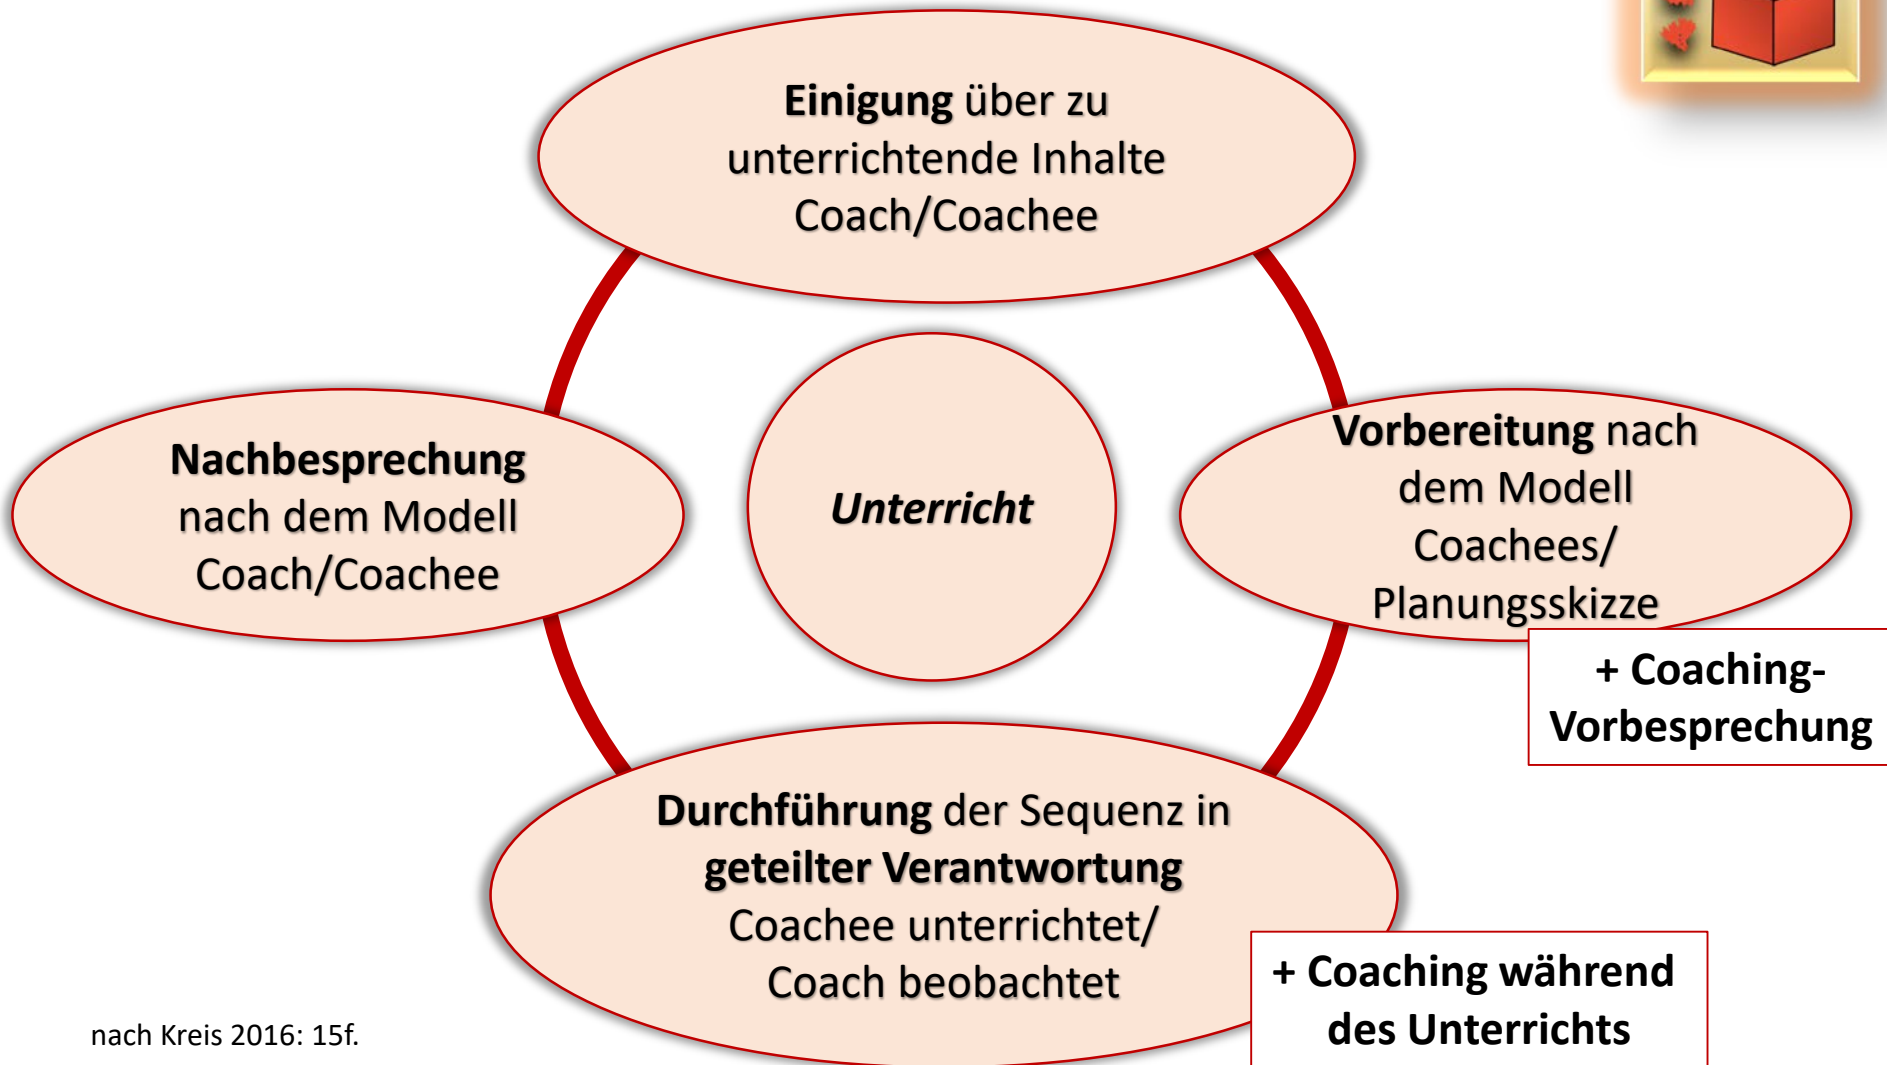 Einigung über zu
unterrichtende Inhalte
Coach/Coachee
Nachbesprechung
nach dem Modell
Coach/Coachee
Unterricht
Vorbereitung nach
dem Modell
Coachees/
Planungsskizze
+ Coaching-
Vorbesprechung
Durchführung der Sequenz in
geteilter Verantwortung
Coachee unterrichtet/
Coach beobachtet
+ Coaching während
des Unterrichts
nach Kreis 2016: 15f.